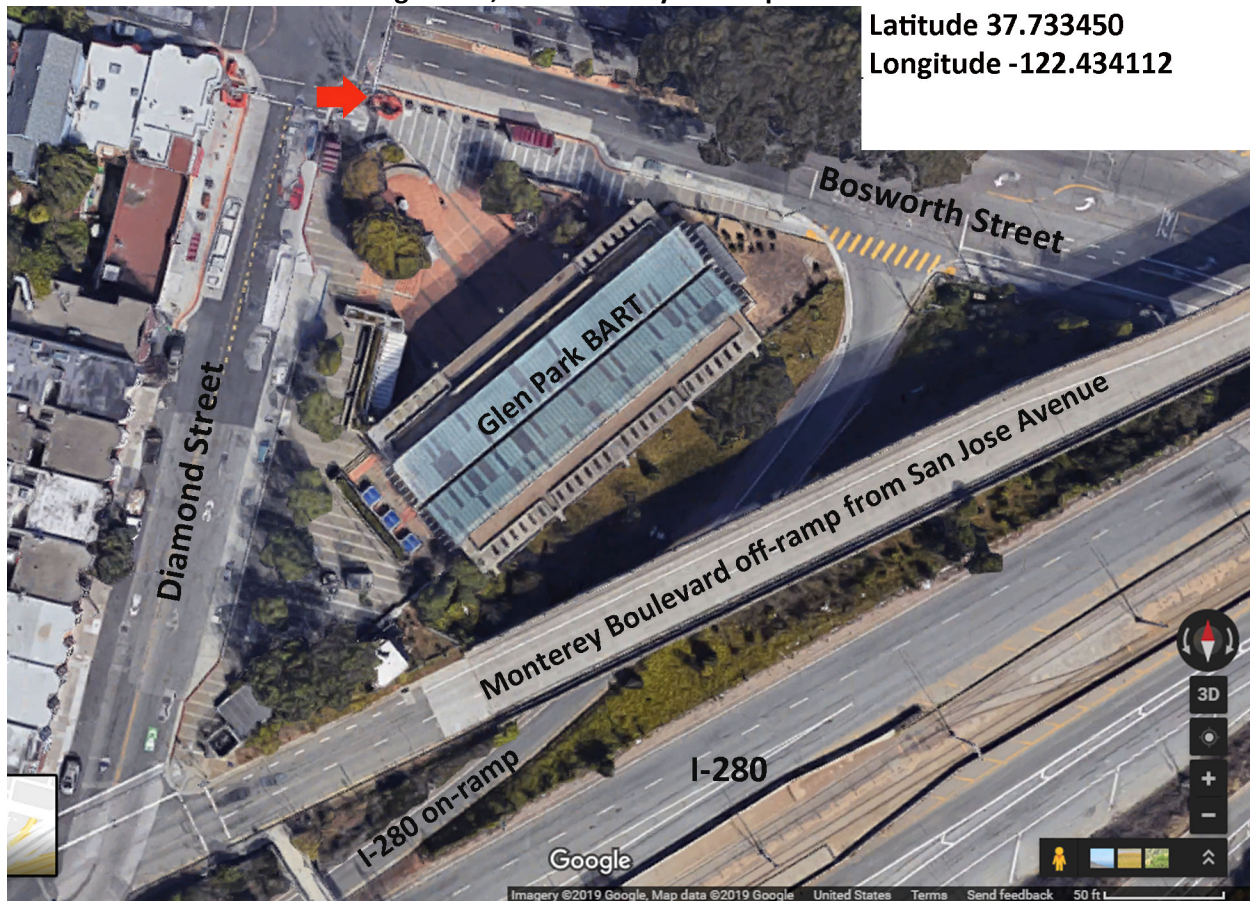 Latitude 37.733450
Longitude -122.434112
Bosworth Street
Glen Park BART
Diamond Street
Monterey Boulevard off-ramp from San Jose Avenue
I-280
I-280 on-ramp
3D
Google
Imagery ©2019 Google, Map data ©2019 Google United States Terms Send feedback 50 ft